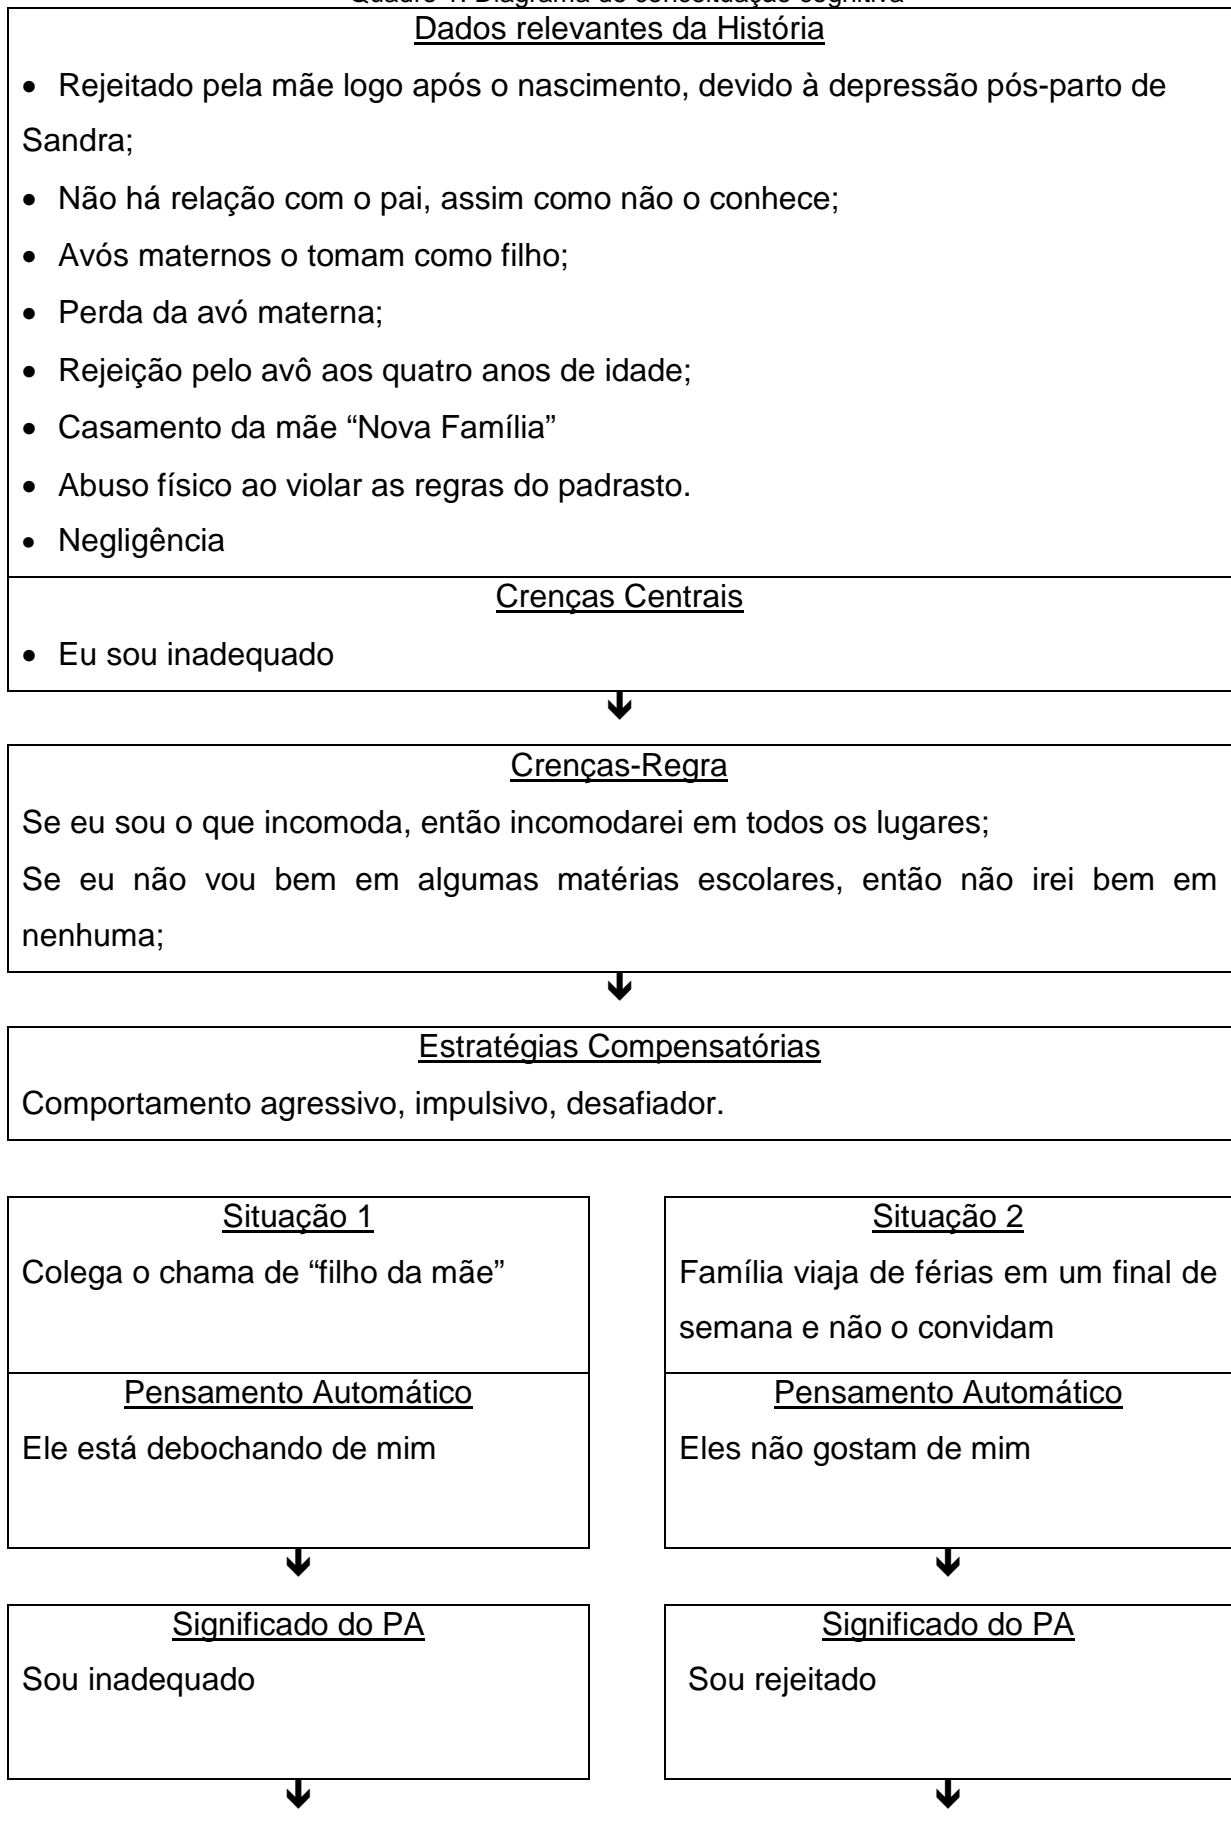 Dados relevantes da História
• Rejeitado pela mãe logo após o nascimento, devido à depressão pós-parto de
Sandra;
• Não há relação com o pai, assim como não o conhece;
• Avós maternos o tomam como filho;
• Perda da avó materna;
• Rejeição pelo avô aos quatro anos de idade;
• Casamento da mãe “Nova Família”
• Abuso físico ao violar as regras do padrasto.
• Negligência
Crenças Centrais
• Eu sou inadequado
Crenças-Regra
Se eu sou o que incomoda, então incomodarei em todos os lugares;
Se eu não vou bem em algumas matérias escolares, então não irei bem em
nenhuma;
Estratégias Compensatórias
Comportamento agressivo, impulsivo, desafiador.
Situação 1
Colega o chama de “filho da mãe”
Pensamento Automático
Ele está debochando de mim
Significado do PA
Sou inadequado
Situação 2
Família viaja de férias em um final de
semana e não o convidam
Pensamento Automático
Eles não gostam de mim
Significado do PA
Sou rejeitado